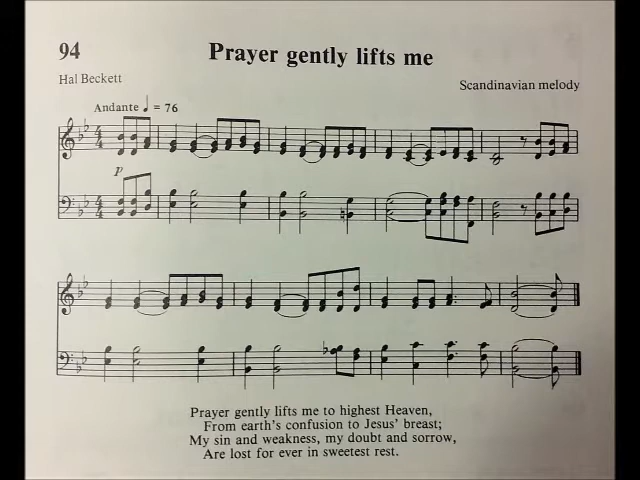 94
Prayer gently lifts me
Hal Beckett
Scandinavian melody
Andante ♩ = 76
p
Prayer gently lifts me to highest Heaven,
From earth's confusion to Jesus' breast;
My sin and weakness, my doubt and sorrow,
Are lost for ever in sweetest rest.